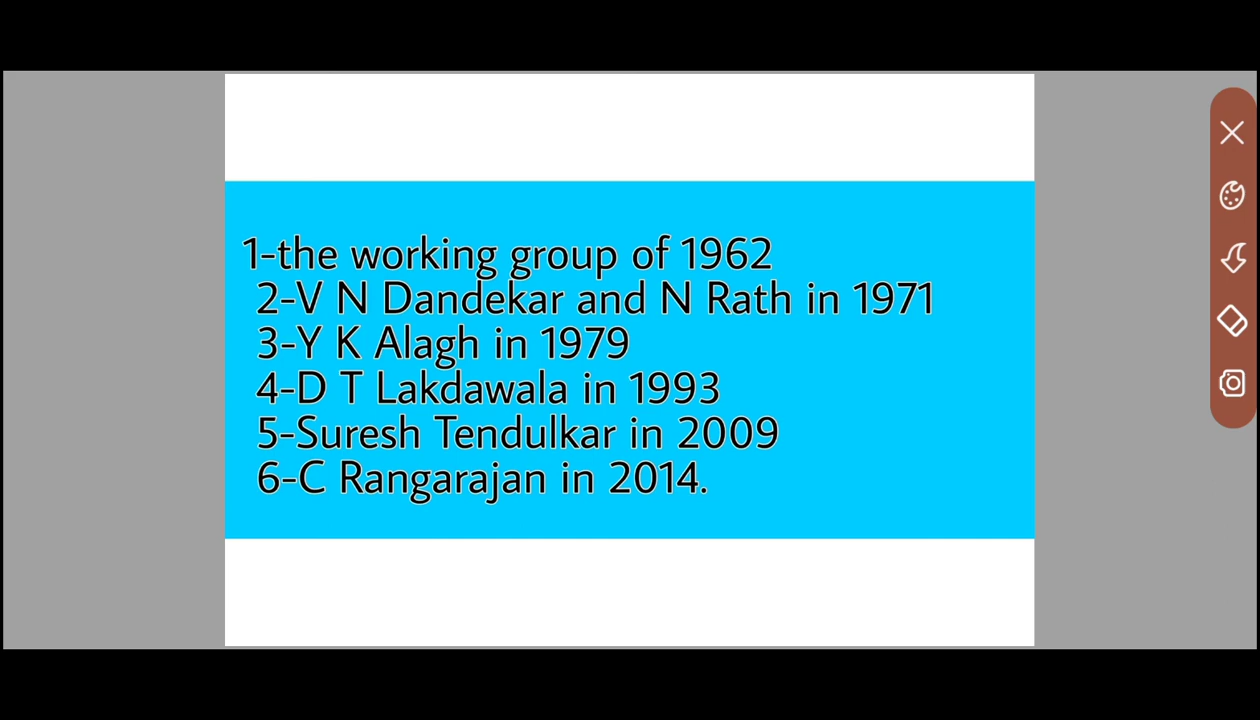 1-the working group of 1962
2-V N Dandekar and N Rath in 1971
3-Y K Alagh in 1979
4-D T Lakdawala in 1993
5-Suresh Tendulkar in 2009
6-C Rangarajan in 2014.